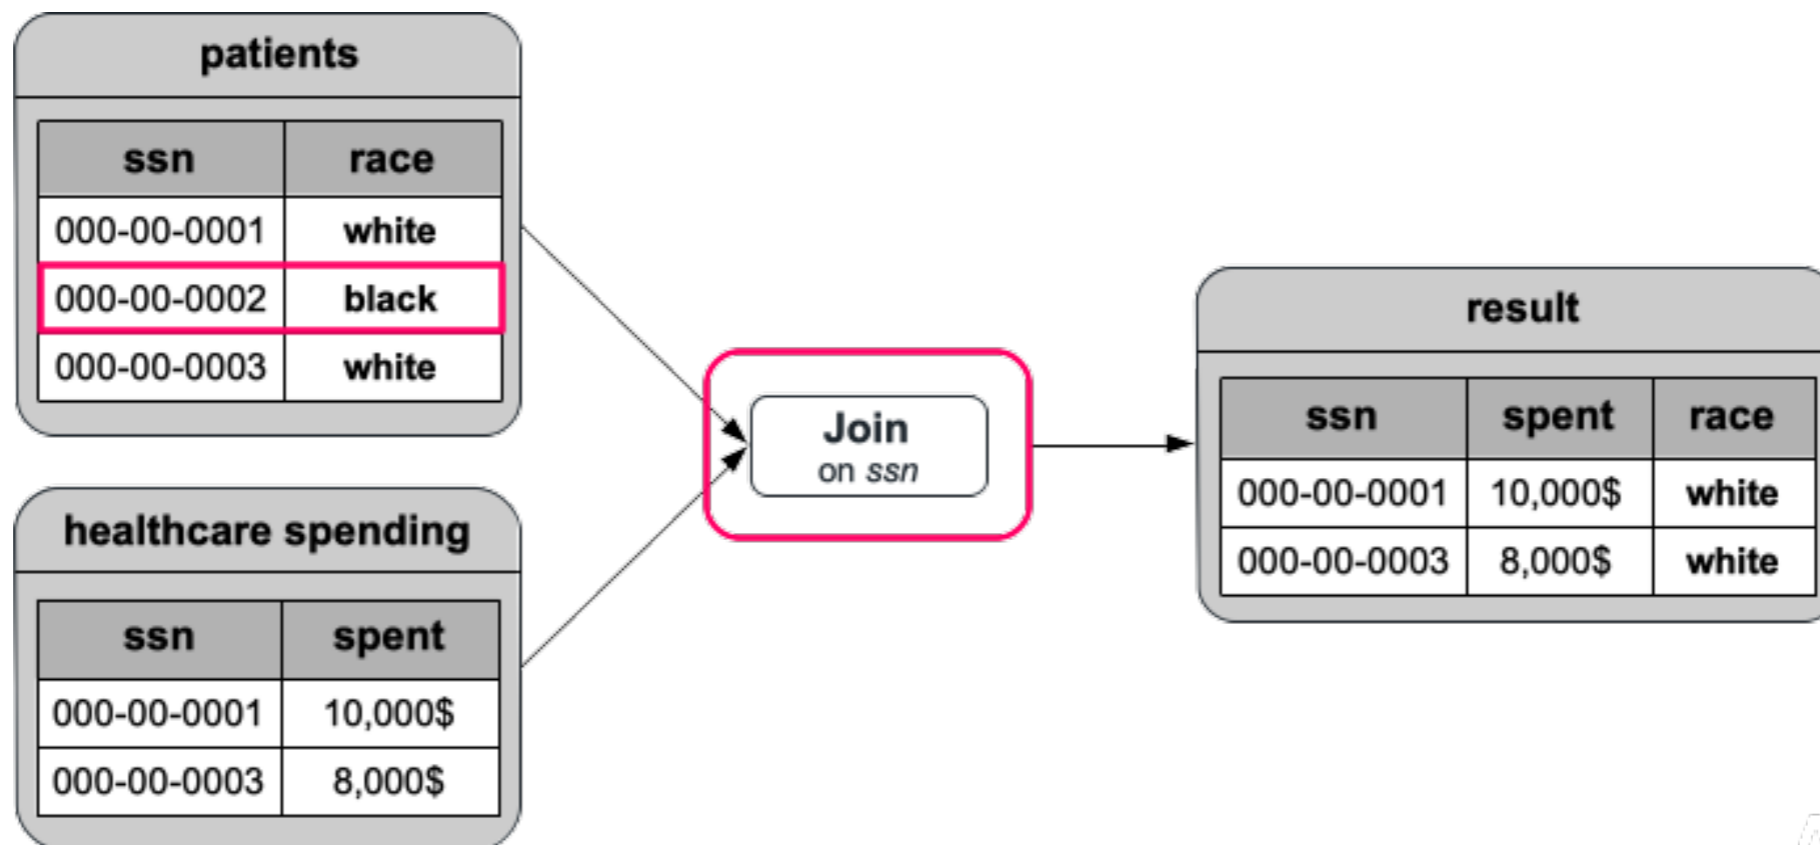 patients
ssn race
000-00-0001 white
000-00-0002 black
000-00-0003 white
healthcare spending
ssn spent
000-00-0001 10,000$
000-00-0003 8,000$
Join
on ssn
result
ssn spent race
000-00-0001 10,000$ white
000-00-0003 8,000$ white